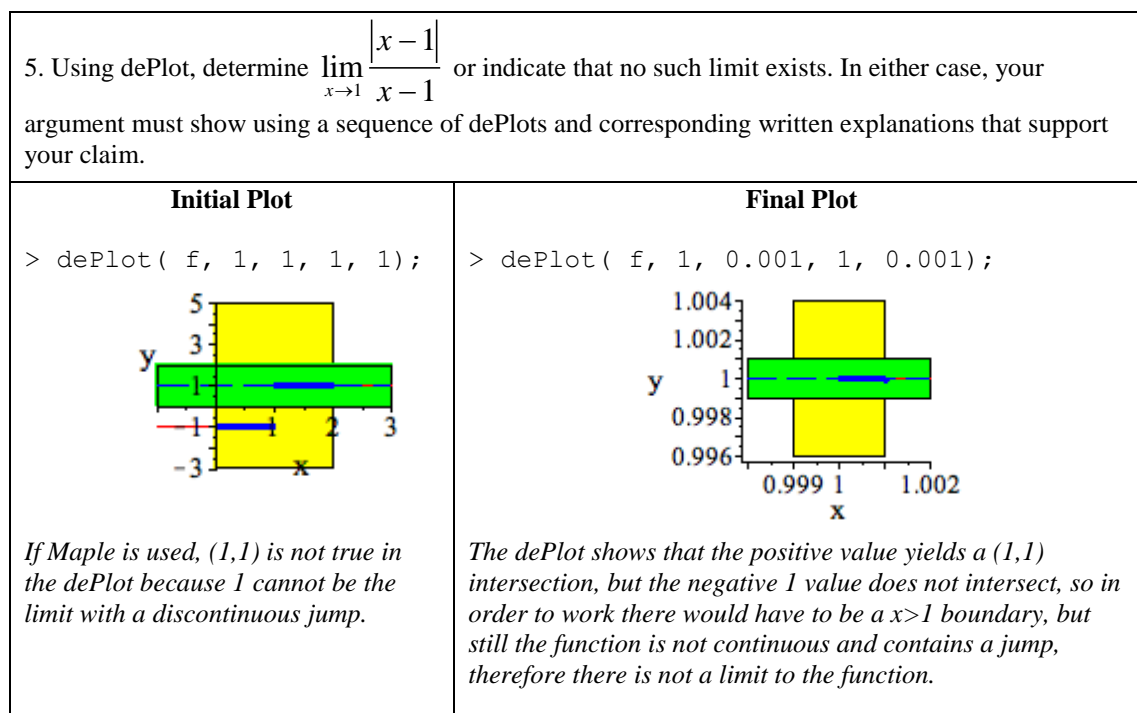 5. Using dePlot, determine lim x→1 |x − 1| / x − 1 or indicate that no such limit exists. In either case, your
argument must show using a sequence of dePlots and corresponding written explanations that support
your claim.
Initial Plot
> dePlot( f, 1, 1, 1, 1);
5
3
y
1
-1 1 2 3
-3
x
If Maple is used, (1,1) is not true in
the dePlot because 1 cannot be the
limit with a discontinuous jump.
Final Plot
> dePlot( f, 1, 0.001, 1, 0.001);
1.004
1.002
y 1
0.998
0.996
0.999 1 1.002
x
The dePlot shows that the positive value yields a (1,1)
intersection, but the negative 1 value does not intersect, so in
order to work there would have to be a x>1 boundary, but
still the function is not continuous and contains a jump,
therefore there is not a limit to the function.